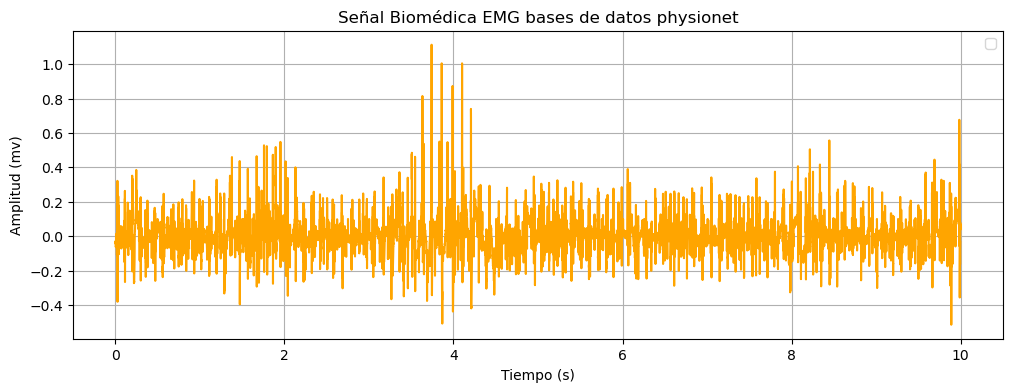 Señal Biomédica EMG bases de datos physionet
Amplitud (mv)
1.0
0.8
0.6
0.4
0.2
0.0
−0.2
−0.4
0 2 4 6 8 10
Tiempo (s)